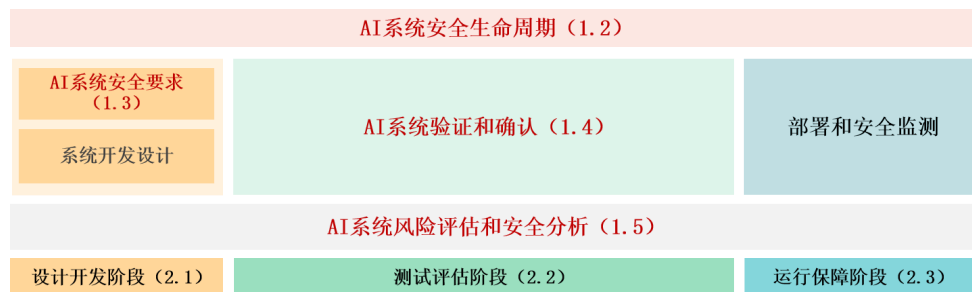 AI系统安全生命周期（1.2）
AI系统安全要求
（1.3）
系统开发设计
AI系统验证和确认（1.4）
部署和安全监测
AI系统风险评估和安全分析（1.5）
设计开发阶段（2.1）
测试评估阶段（2.2）
运行保障阶段（2.3）